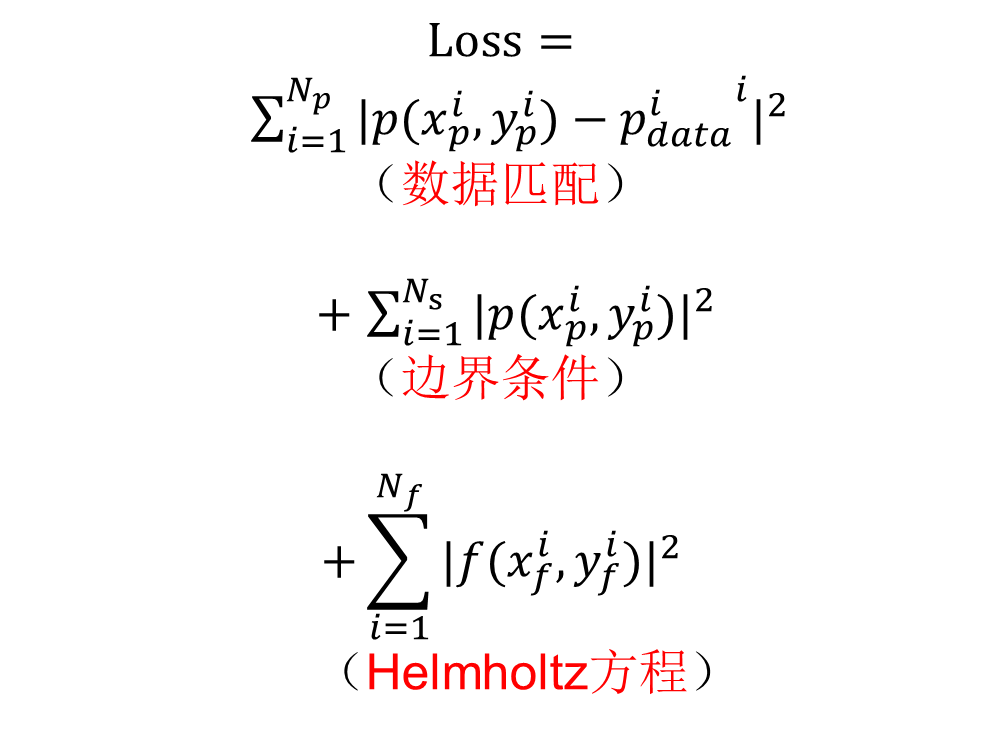 Loss =
∑_{i=1}^{N_p} |p(x_p^i, y_p^i) − p_{data}^i {}^i|^2
（数据匹配）
+ ∑_{i=1}^{N_s} |p(x_p^i, y_p^i)|^2
（边界条件）
+ ∑_{i=1}^{N_f} |f(x_f^i, y_f^i)|^2
（Helmholtz方程）